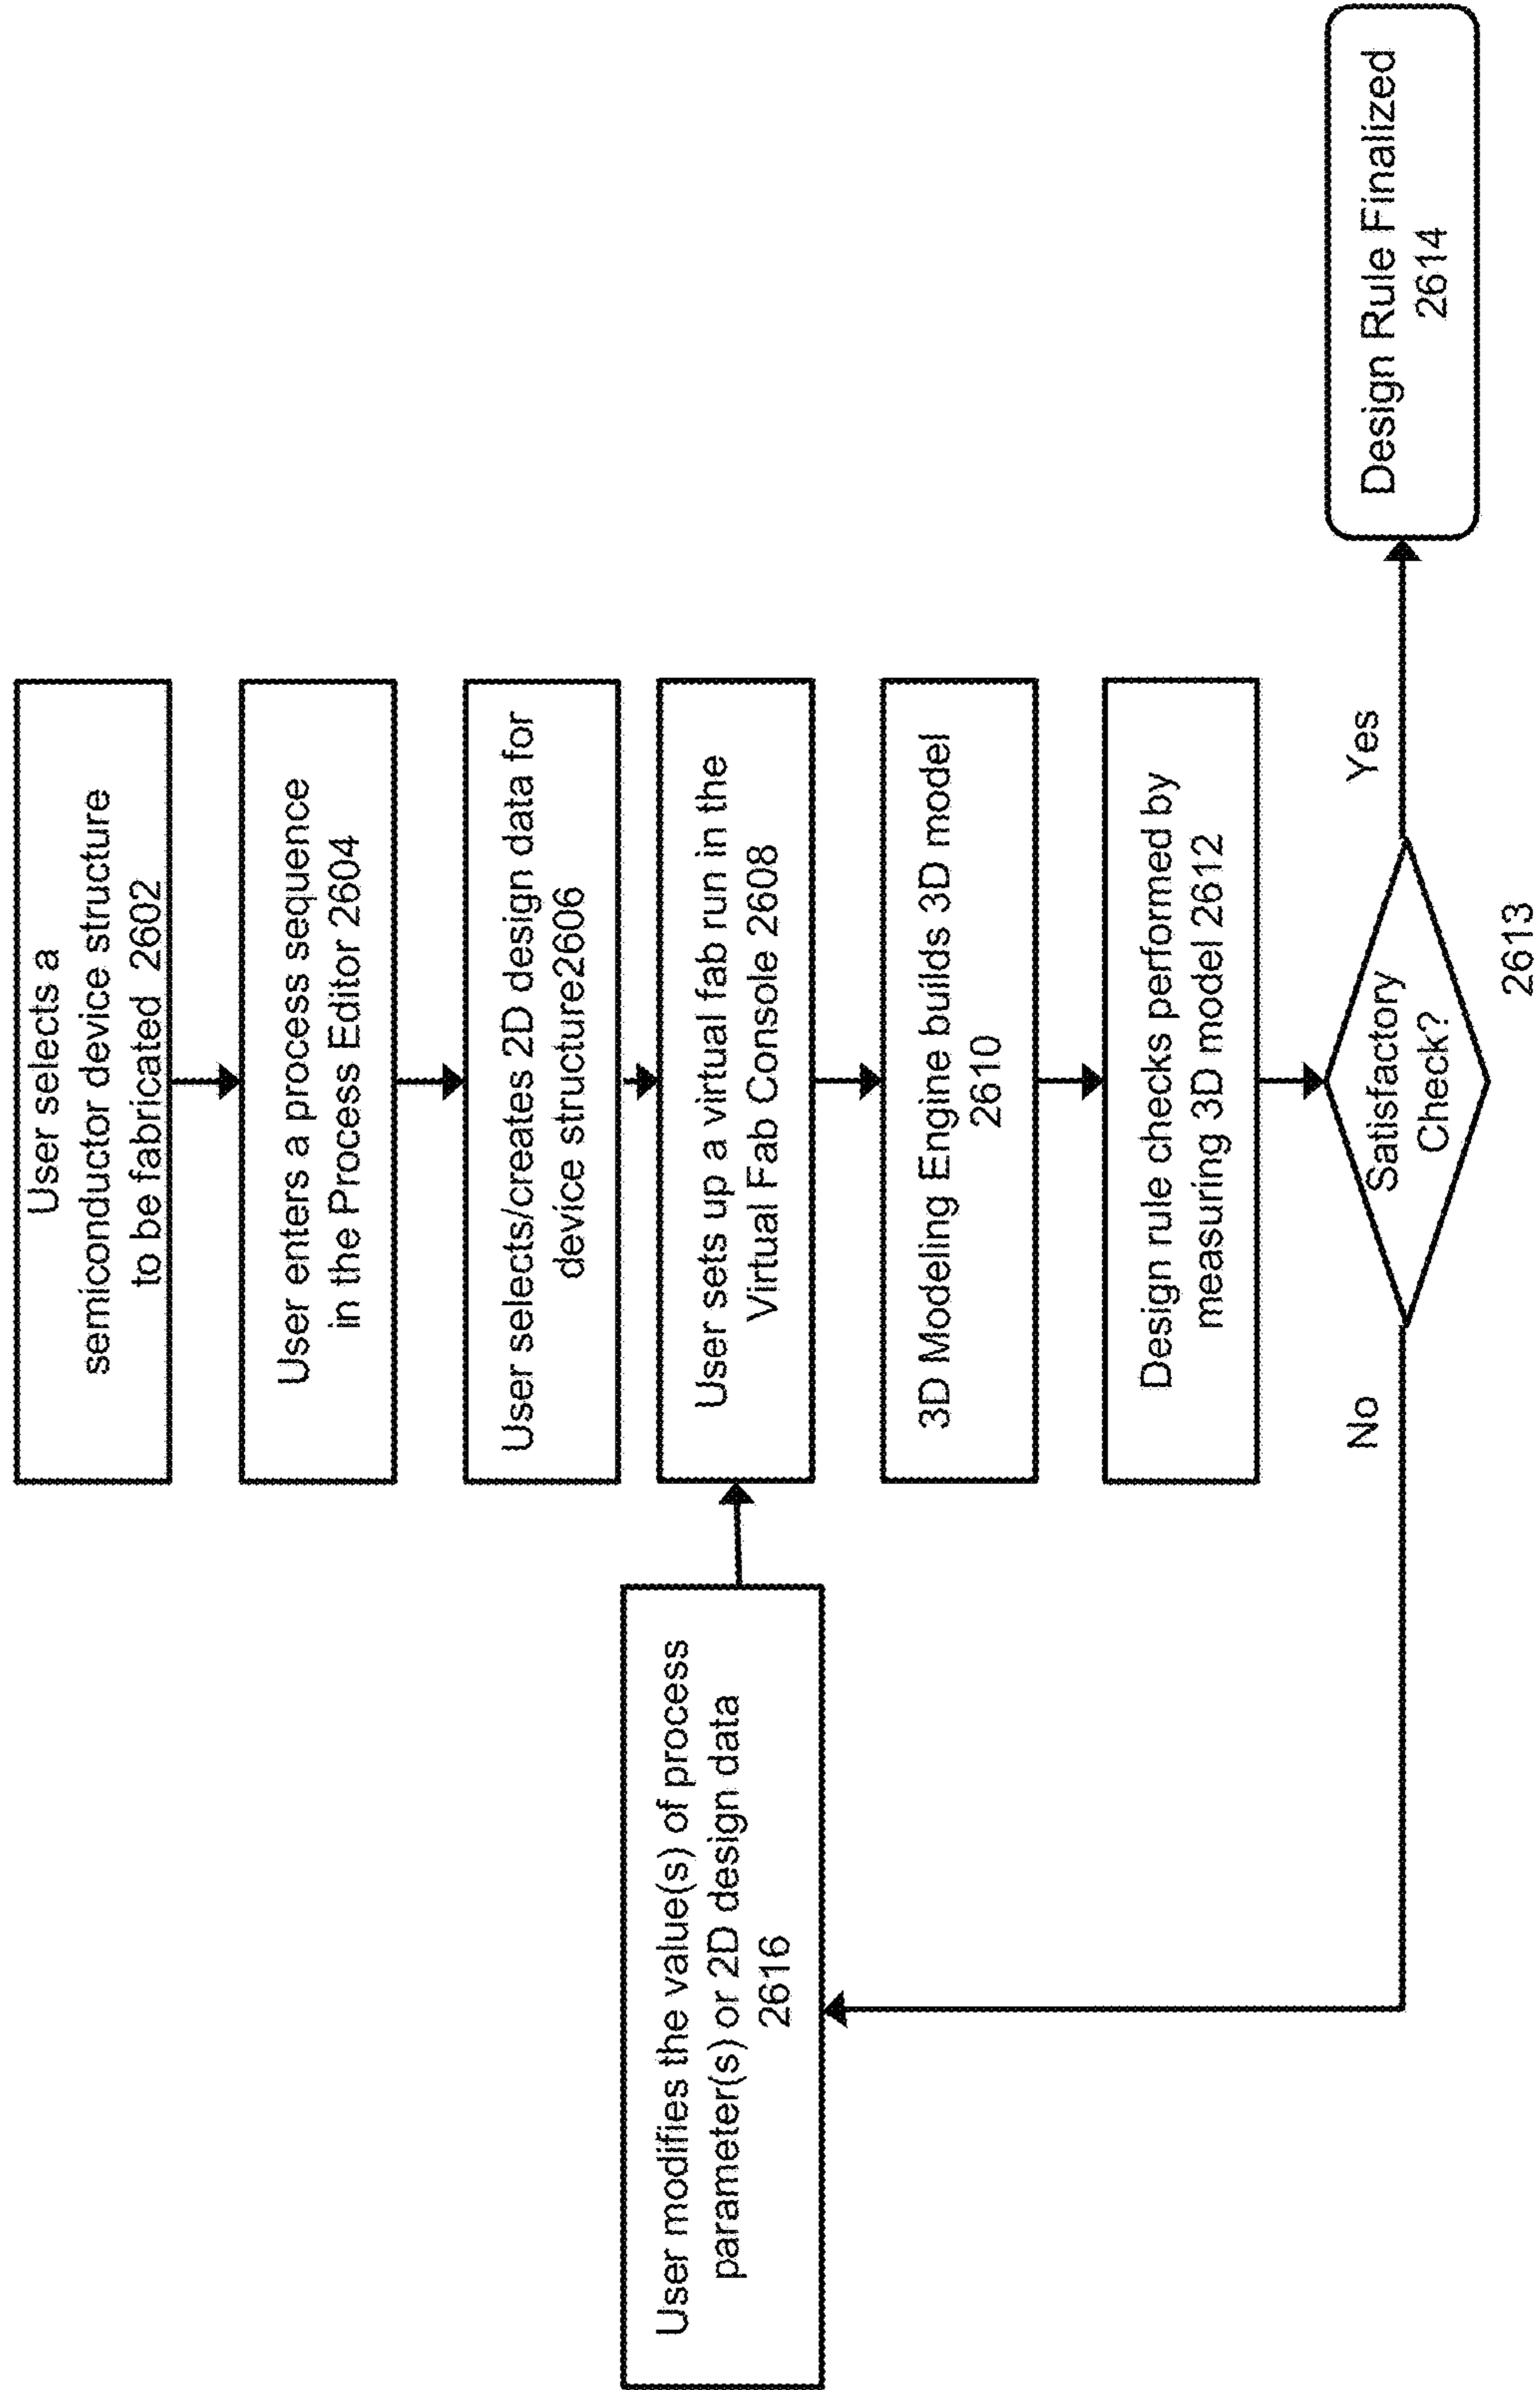 User selects a
semiconductor device structure
to be fabricated 2602
User enters a process sequence
in the Process Editor 2604
User selects/creates 2D design data for
device structure2606
User sets up a virtual fab run in the
Virtual Fab Console 2608
3D Modeling Engine builds 3D model
2610
Design rule checks performed by
measuring 3D model 2612
Satisfactory
Check?
2613
Yes
Design Rule Finalized
2614
No
User modifies the value(s) of process
parameter(s) or 2D design data
2616